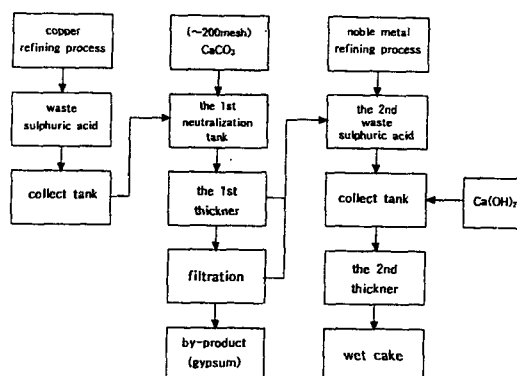 copper
refining process
waste
sulphuric acid
collect tank
(~200mesh)
CaCO₃
the 1st
neutralization
tank
the 1st
thickner
filtration
by-product
(gypsum)
noble metal
refining process
the 2nd
waste
sulphuric acid
collect tank
Ca(OH)₂
the 2nd
thickner
wet cake